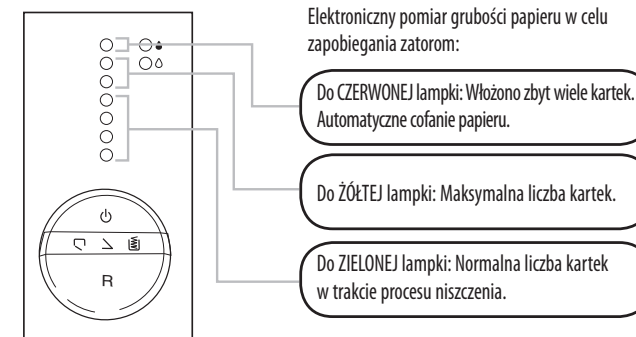 Elektroniczny pomiar grubości papieru w celu
zapobiegania zatorom:
Do CZERWONEJ lampki: Włożono zbyt wiele kartek.
Automatyczne cofanie papieru.
Do ŻÓŁTEJ lampki: Maksymalna liczba kartek.
Do ZIELONEJ lampki: Normalna liczba kartek
w trakcie procesu niszczenia.
R